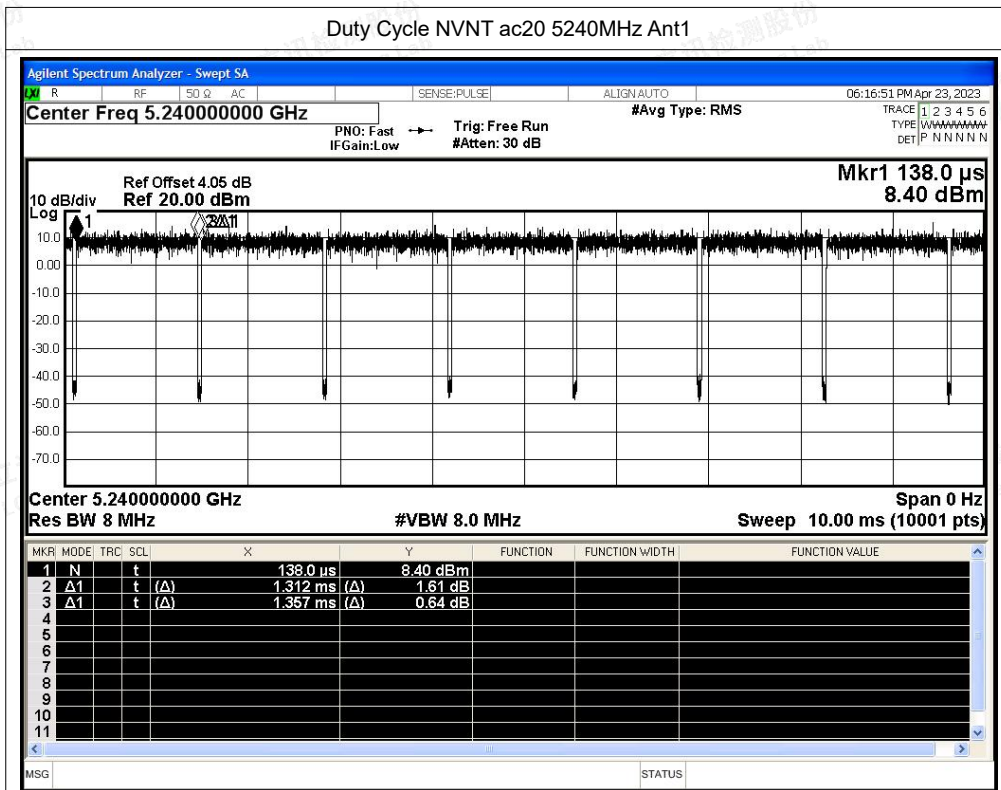 Duty Cycle NVNT ac20 5240MHz Ant1
Agilent Spectrum Analyzer - Swept SA
LXI R RF 50 Ω AC SENSE:PULSE ALIGN AUTO 06:16:51 PM Apr 23, 2023
Center Freq 5.240000000 GHz #Avg Type: RMS TRACE 1 2 3 4 5 6
PNO: Fast Trig: Free Run TYPE WWWWWW
IFGain:Low #Atten: 30 dB DET P N N N N N
Mkr1 138.0 µs
Ref Offset 4.05 dB
10 dB/div Ref 20.00 dBm 8.40 dBm
Log
1
10.0
0.00
-10.0
-20.0
-30.0
-40.0
-50.0
-60.0
-70.0
Center 5.240000000 GHz Span 0 Hz
Res BW 8 MHz #VBW 8.0 MHz Sweep 10.00 ms (10001 pts)
MKR MODE TRC SCL X Y FUNCTION FUNCTION WIDTH FUNCTION VALUE
1 N t 138.0 µs 8.40 dBm
2 Δ1 t (Δ) 1.312 ms (Δ) 1.61 dB
3 Δ1 t (Δ) 1.357 ms (Δ) 0.64 dB
4
5
6
7
8
9
10
11
MSG STATUS